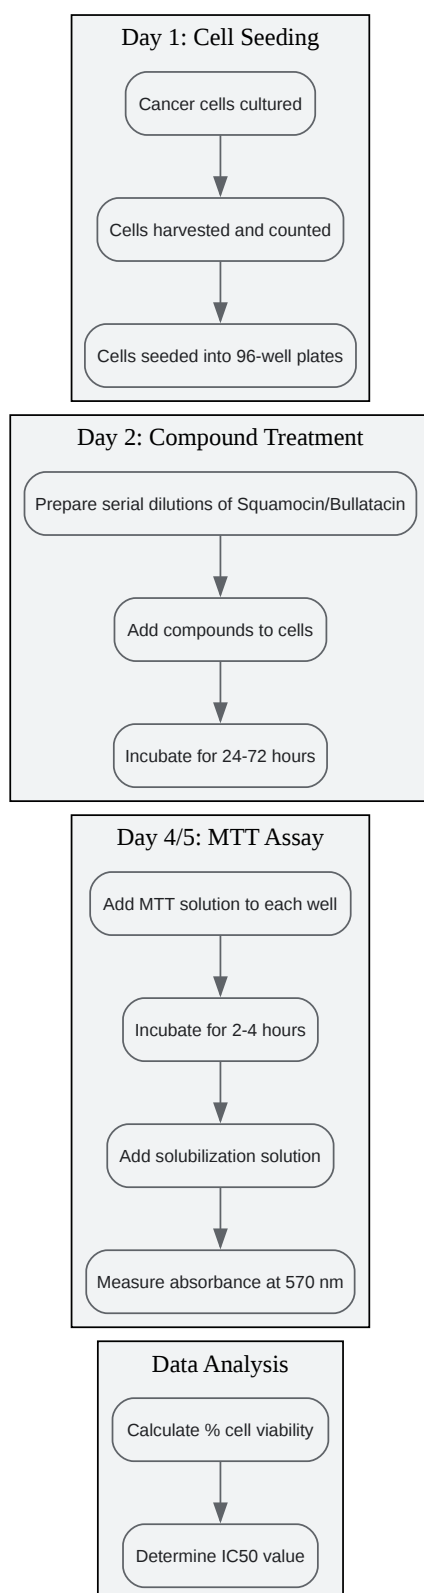 Day 1: Cell Seeding
Cancer cells cultured
Cells harvested and counted
Cells seeded into 96-well plates
Day 2: Compound Treatment
Prepare serial dilutions of Squamocin/Bullatacin
Add compounds to cells
Incubate for 24-72 hours
Day 4/5: MTT Assay
Add MTT solution to each well
Incubate for 2-4 hours
Add solubilization solution
Measure absorbance at 570 nm
Data Analysis
Calculate % cell viability
Determine IC50 value